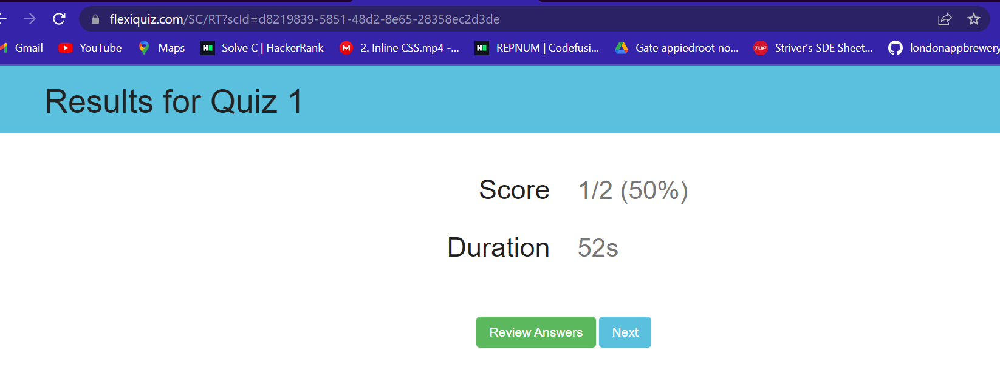 flexiquiz.com/SC/RT?scId=d8219839-5851-48d2-8e65-28358ec2d3de
Gmail YouTube Maps Solve C | HackerRank 2. Inline CSS.mp4 -... REPNUM | Codefusi... Gate appiedroot no... TUF Striver's SDE Sheet... londonappbrewery
Results for Quiz 1
Score 1/2 (50%)
Duration 52s
Review Answers Next